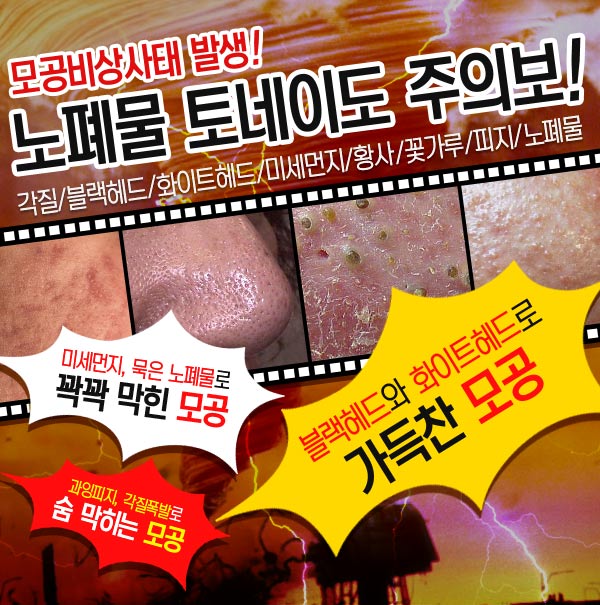 모공비상사태 발생!
노폐물 토네이도 주의보!
각질/블랙헤드/화이트헤드/미세먼지/황사/꽃가루/피지/노폐물
미세먼지, 묵은 노폐물로
꽉꽉 막힌 모공
블랙헤드와 화이트헤드로
가득찬 모공
과잉피지, 각질폭발로
숨 막히는 모공